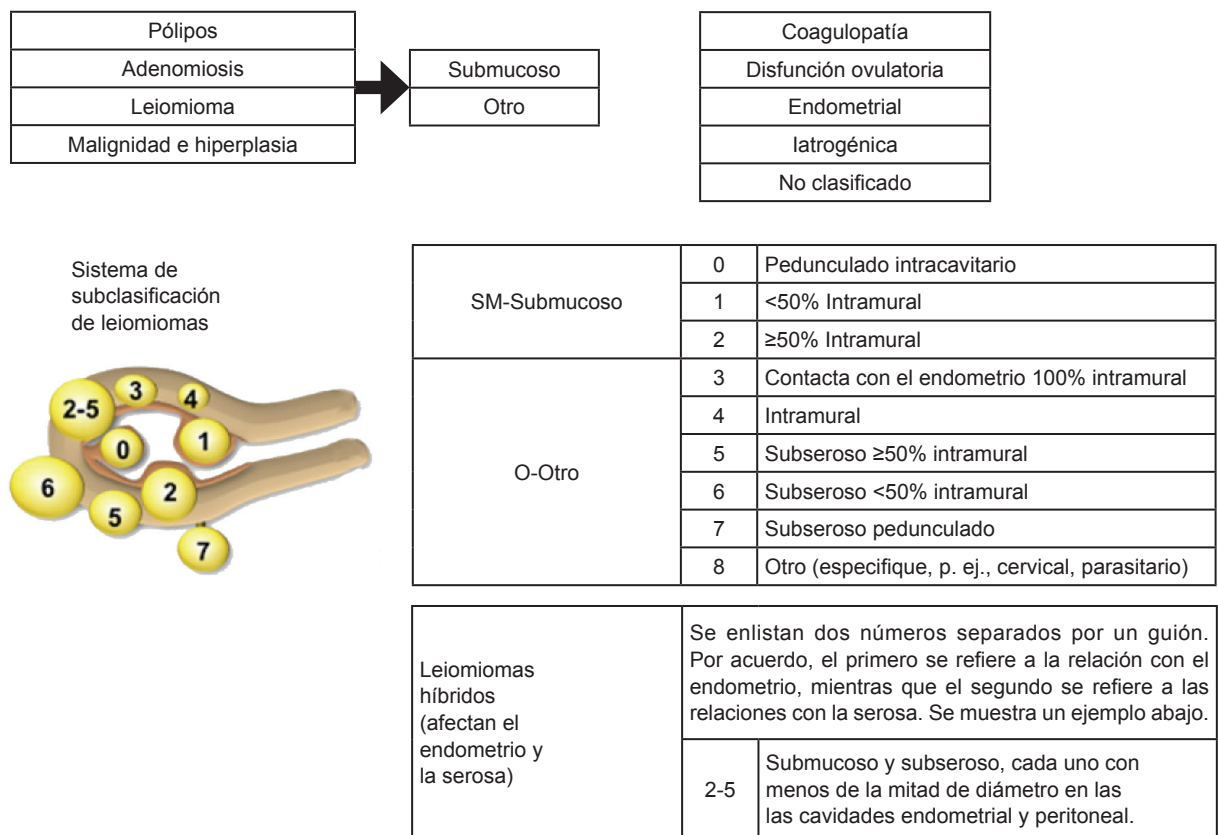 Pólipos
Adenomiosis
Leiomioma
Malignidad e hiperplasia
Submucoso
Otro
Coagulopatía
Disfunción ovulatoria
Endometrial
Iatrogénica
No clasificado
Sistema de
subclasificación
de leiomiomas
2-5
3
4
0
1
6
2
5
7
SM-Submucoso
0 Pedunculado intracavitario
1 <50% Intramural
2 ≥50% Intramural
O-Otro
3 Contacta con el endometrio 100% intramural
4 Intramural
5 Subseroso ≥50% intramural
6 Subseroso <50% intramural
7 Subseroso pedunculado
8 Otro (especifique, p. ej., cervical, parasitario)
Leiomiomas
híbridos
(afectan el
endometrio y
la serosa)
Se enlistan dos números separados por un guión.
Por acuerdo, el primero se refiere a la relación con el
endometrio, mientras que el segundo se refiere a las
relaciones con la serosa. Se muestra un ejemplo abajo.
2-5
Submucoso y subseroso, cada uno con
menos de la mitad de diámetro en las
las cavidades endometrial y peritoneal.